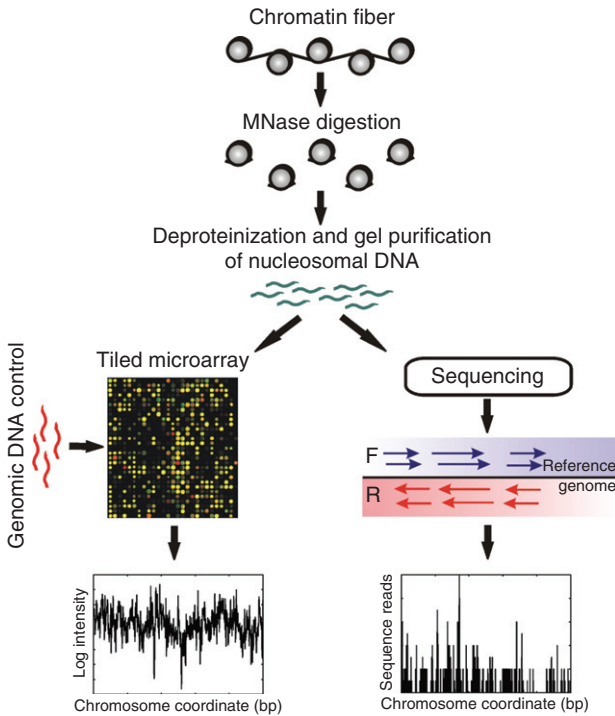 Chromatin fiber
MNase digestion
Deproteinization and gel purification
of nucleosomal DNA
Tiled microarray
Genomic DNA control
Sequencing
F
Reference
genome
R
Log intensity
Chromosome coordinate (bp)
Sequence reads
Chromosome coordinate (bp)